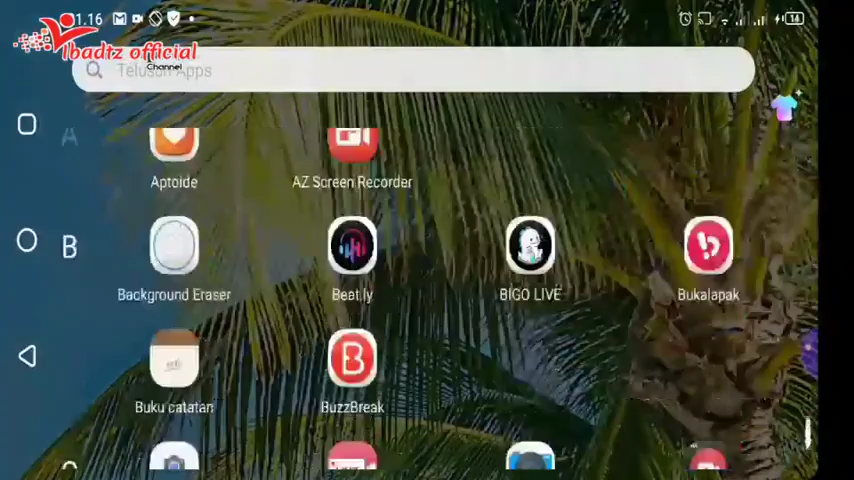 1.16
14
Ibadtz official
Channel
Telusuri Apps
A
Aptoide
AZ Screen Recorder
B
Background Eraser
Beat.ly
BIGO LIVE
Bukalapak
Buku catatan
BuzzBreak